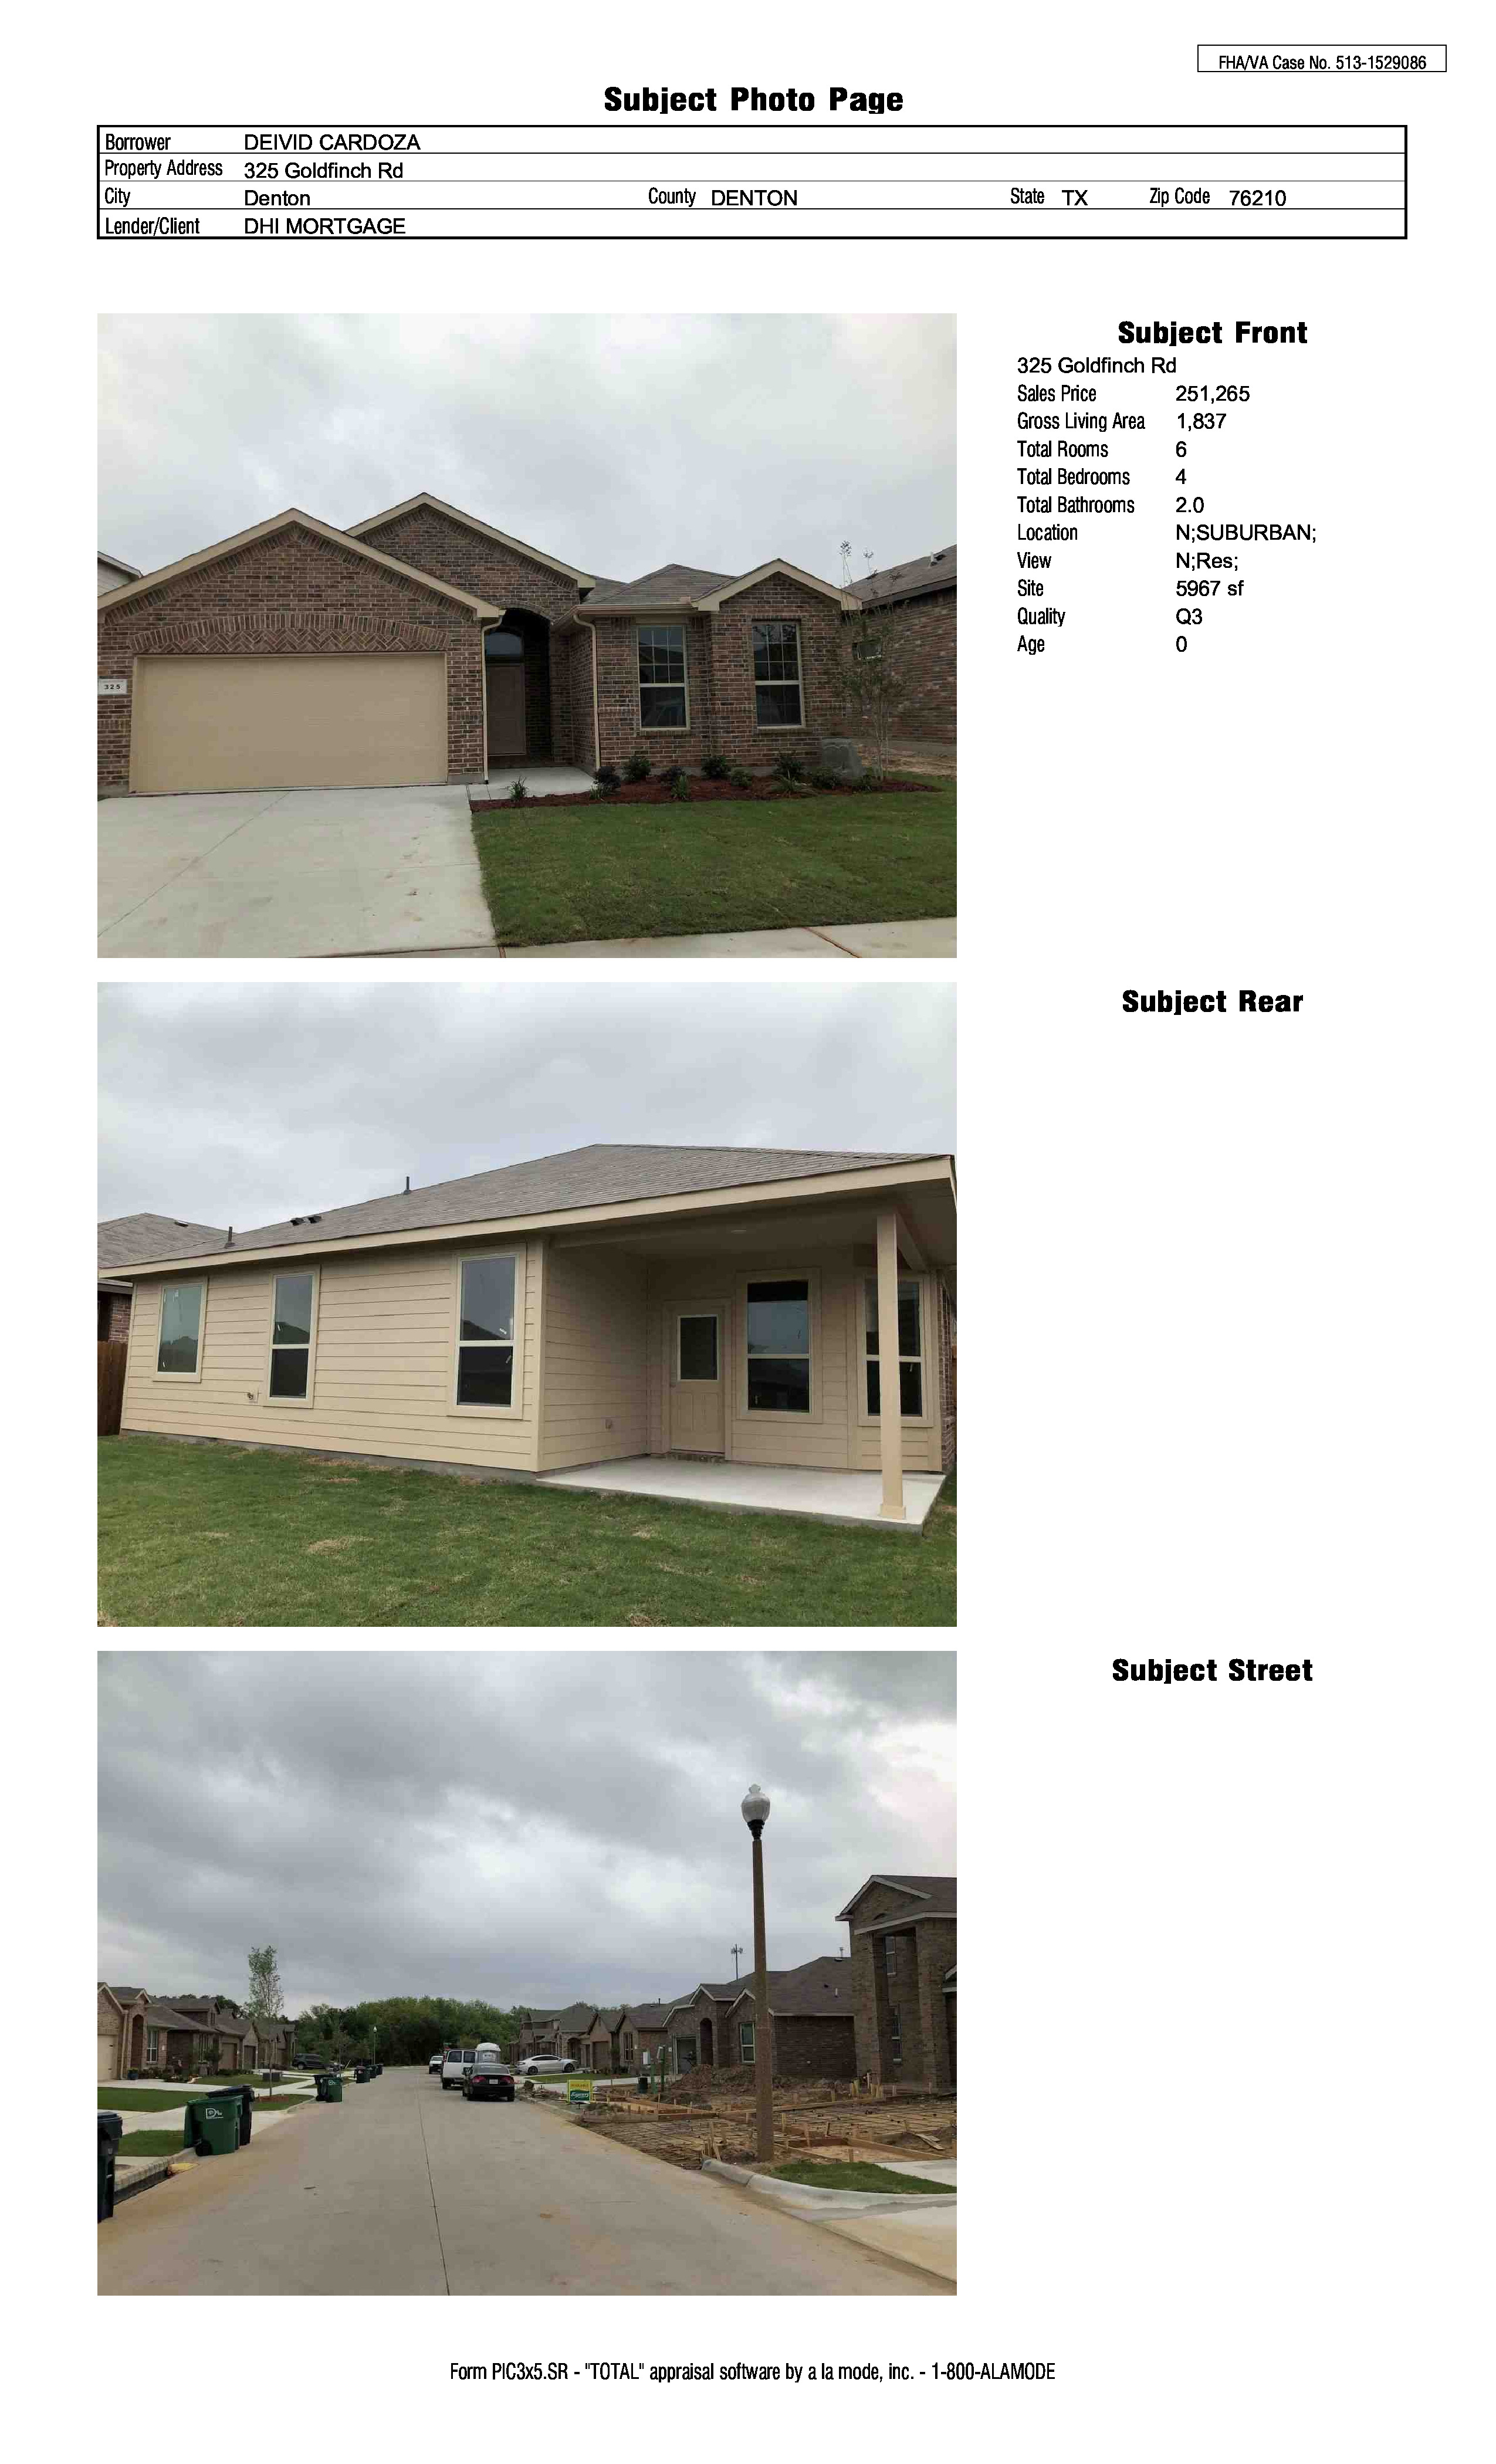 FHA/VA Case No. 513-1529086
Subject Photo Page
Borrower DEIVID CARDOZA
Property Address 325 Goldfinch Rd
City Denton County DENTON State TX Zip Code 76210
Lender/Client DHI MORTGAGE
Subject Front
325 Goldfinch Rd
Sales Price 251,265
Gross Living Area 1,837
Total Rooms 6
Total Bedrooms 4
Total Bathrooms 2.0
Location N;SUBURBAN;
View N;Res;
Site 5967 sf
Quality Q3
Age 0
325
Subject Rear
Subject Street
Form PIC3x5.SR - "TOTAL" appraisal software by a la mode, inc. - 1-800-ALAMODE